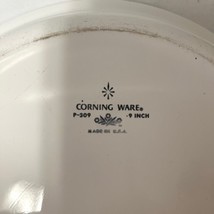 CORNING WARE®
P-309 -9 INCH
MADE IN U.S.A.